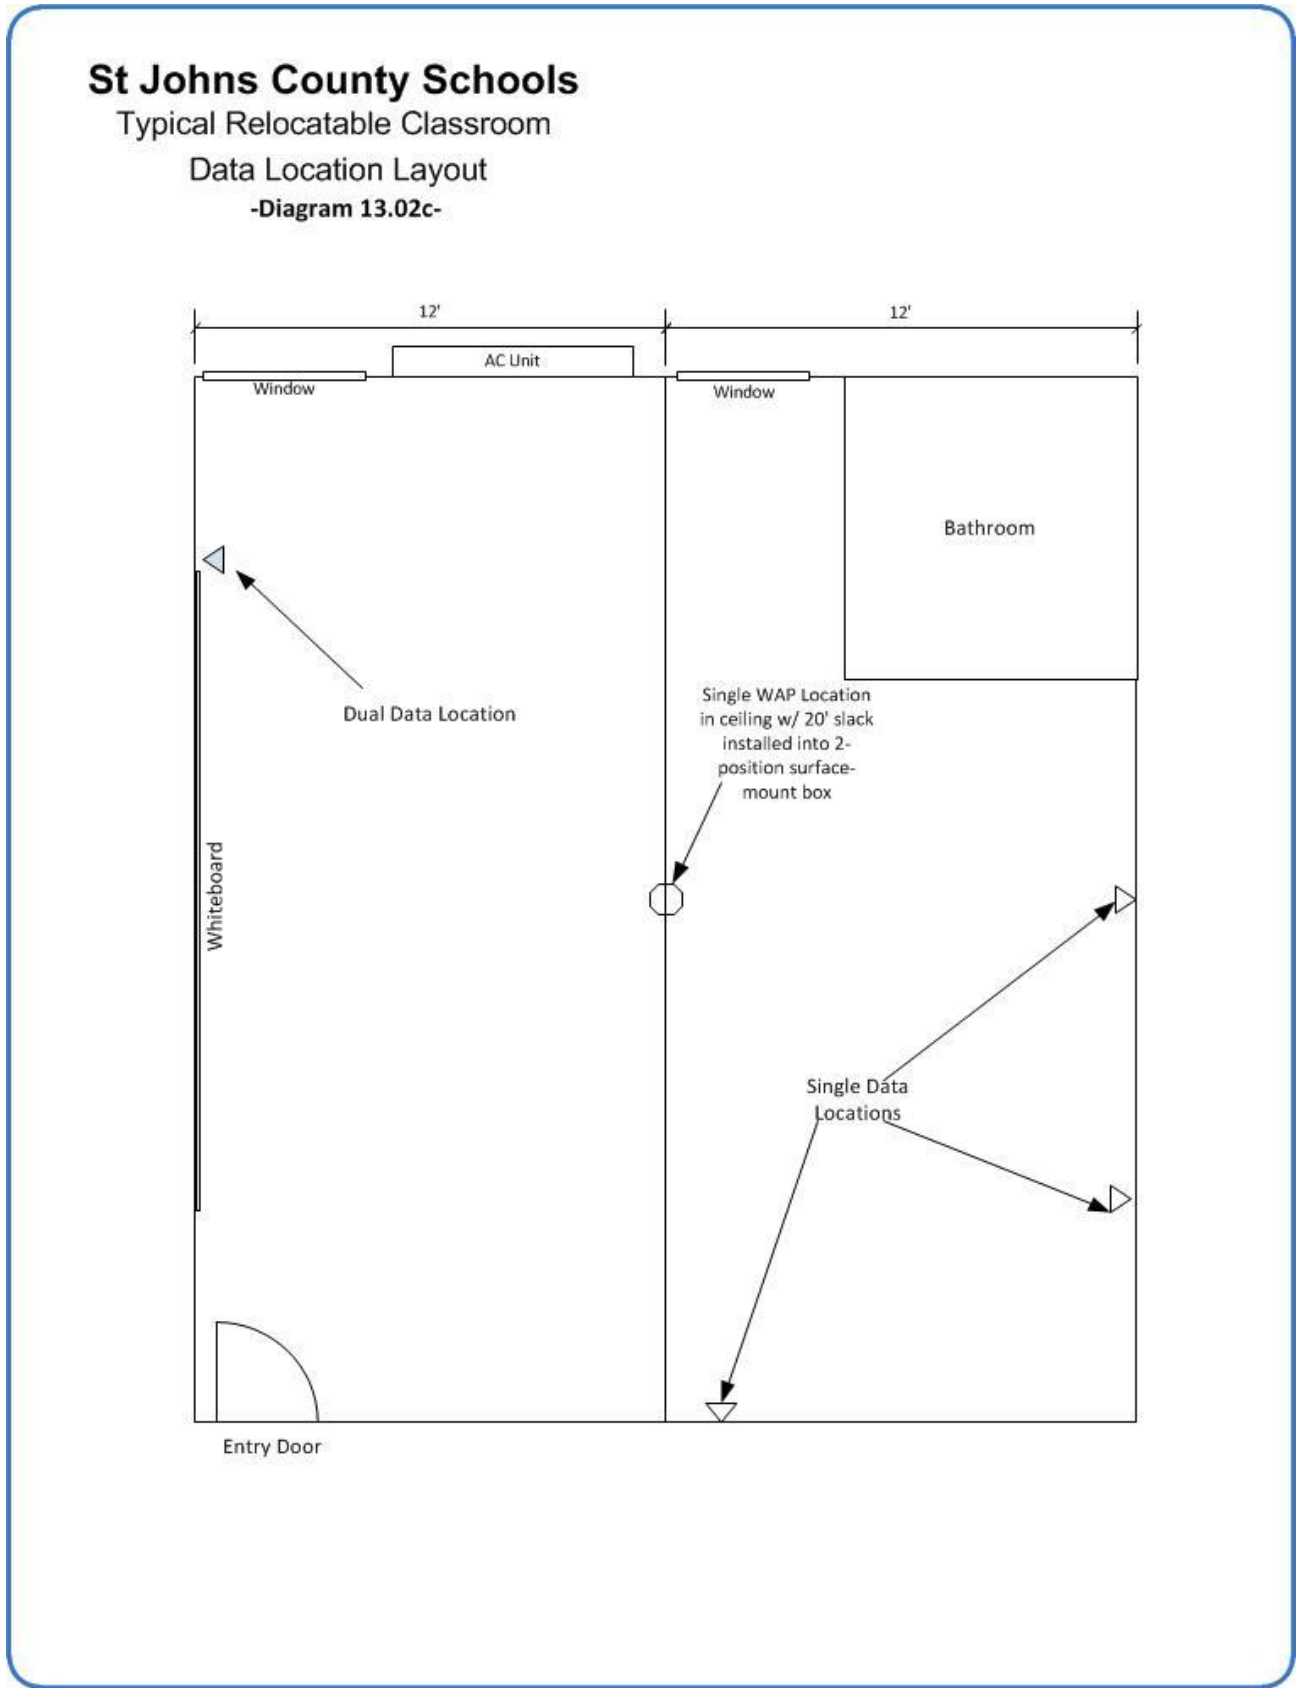 St Johns County Schools
Typical Relocatable Classroom
Data Location Layout
-Diagram 13.02c-
12'
12'
AC Unit
Window
Window
Bathroom
Dual Data Location
Single WAP Location
in ceiling w/ 20' slack
installed into 2-
position surface-
mount box
Whiteboard
Single Data
Locations
Entry Door